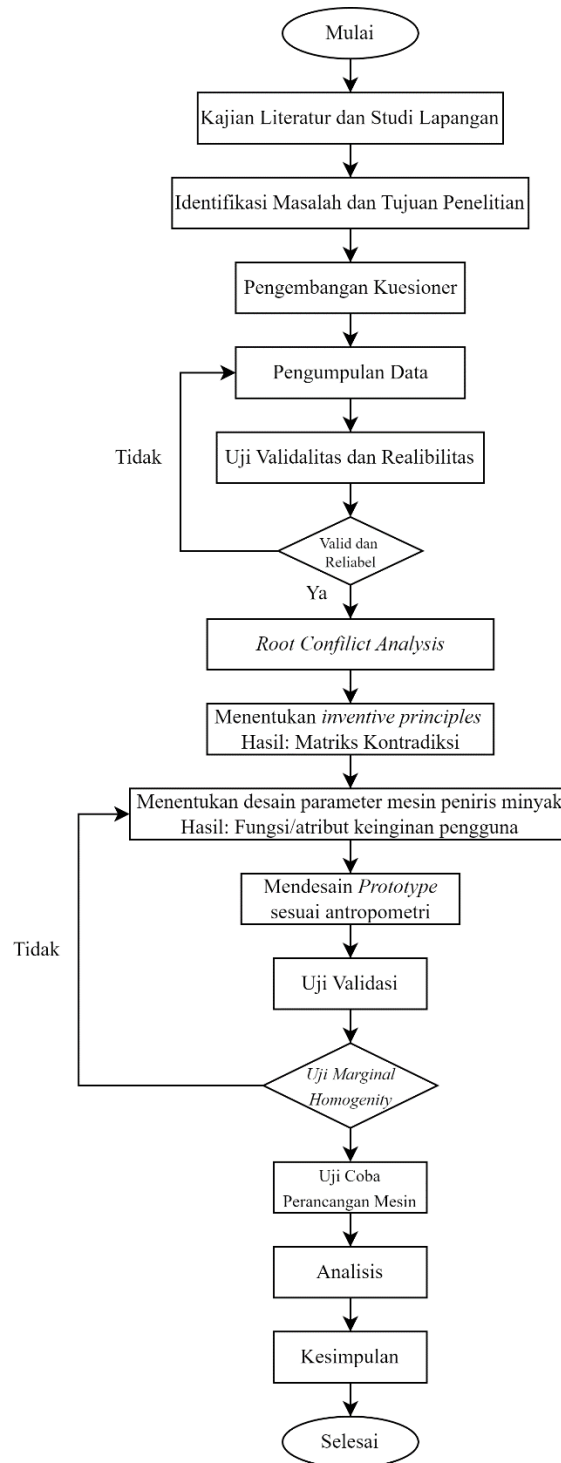 Mulai
Kajian Literatur dan Studi Lapangan
Identifikasi Masalah dan Tujuan Penelitian
Pengembangan Kuesioner
Pengumpulan Data
Tidak
Uji Validalitas dan Realibilitas
Valid dan
Reliabel
Ya
Root Confilict Analysis
Menentukan inventive principles
Hasil: Matriks Kontradiksi
Menentukan desain parameter mesin peniris minyak
Hasil: Fungsi/atribut keinginan pengguna
Mendesain Prototype
sesuai antropometri
Tidak
Uji Validasi
Uji Marginal
Homogenity
Uji Coba
Perancangan Mesin
Analisis
Kesimpulan
Selesai